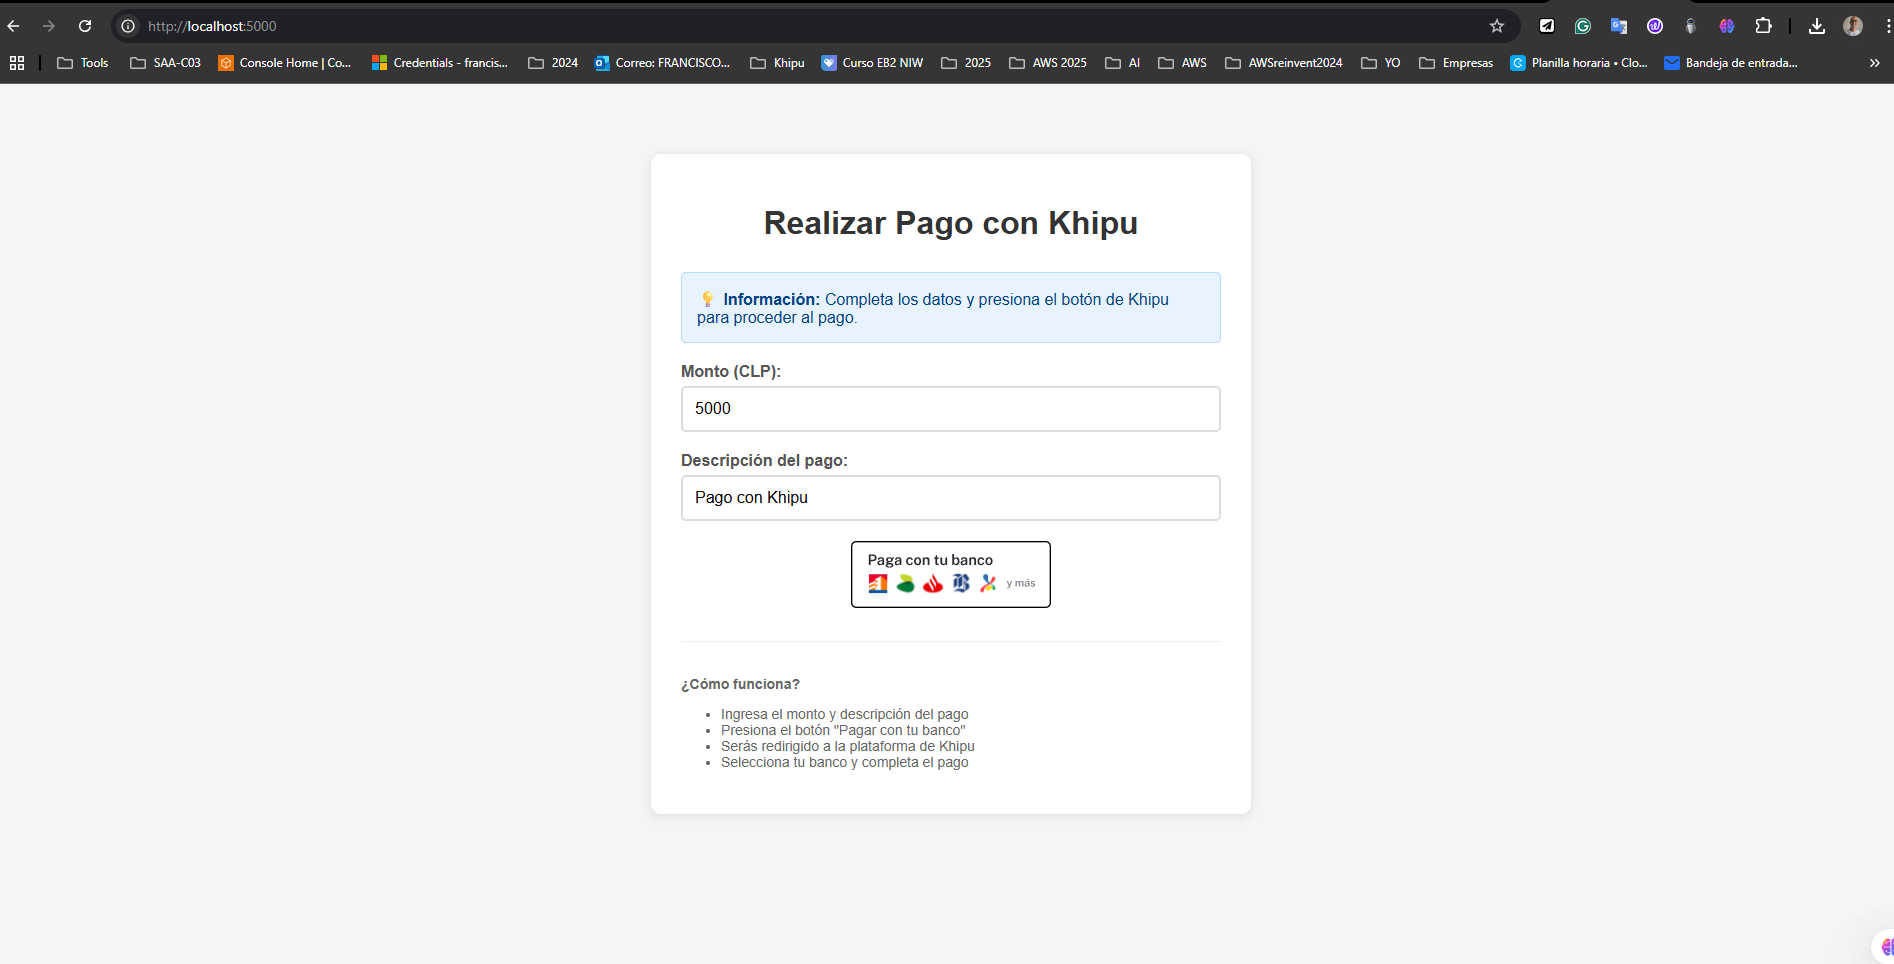 http://localhost:5000
Tools
SAA-C03
Console Home | Co...
Credentials - francis...
2024
Correo: FRANCISCO...
Khipu
Curso EB2 NIW
2025
AWS 2025
AI
AWS
AWSreinvent2024
YO
Empresas
Planilla horaria • Clo...
Bandeja de entrada...
Realizar Pago con Khipu
💡 Información: Completa los datos y presiona el botón de Khipu
para proceder al pago.
Monto (CLP):
5000
Descripción del pago:
Pago con Khipu
Paga con tu banco
y más
¿Cómo funciona?
• Ingresa el monto y descripción del pago
• Presiona el botón "Pagar con tu banco"
• Serás redirigido a la plataforma de Khipu
• Selecciona tu banco y completa el pago